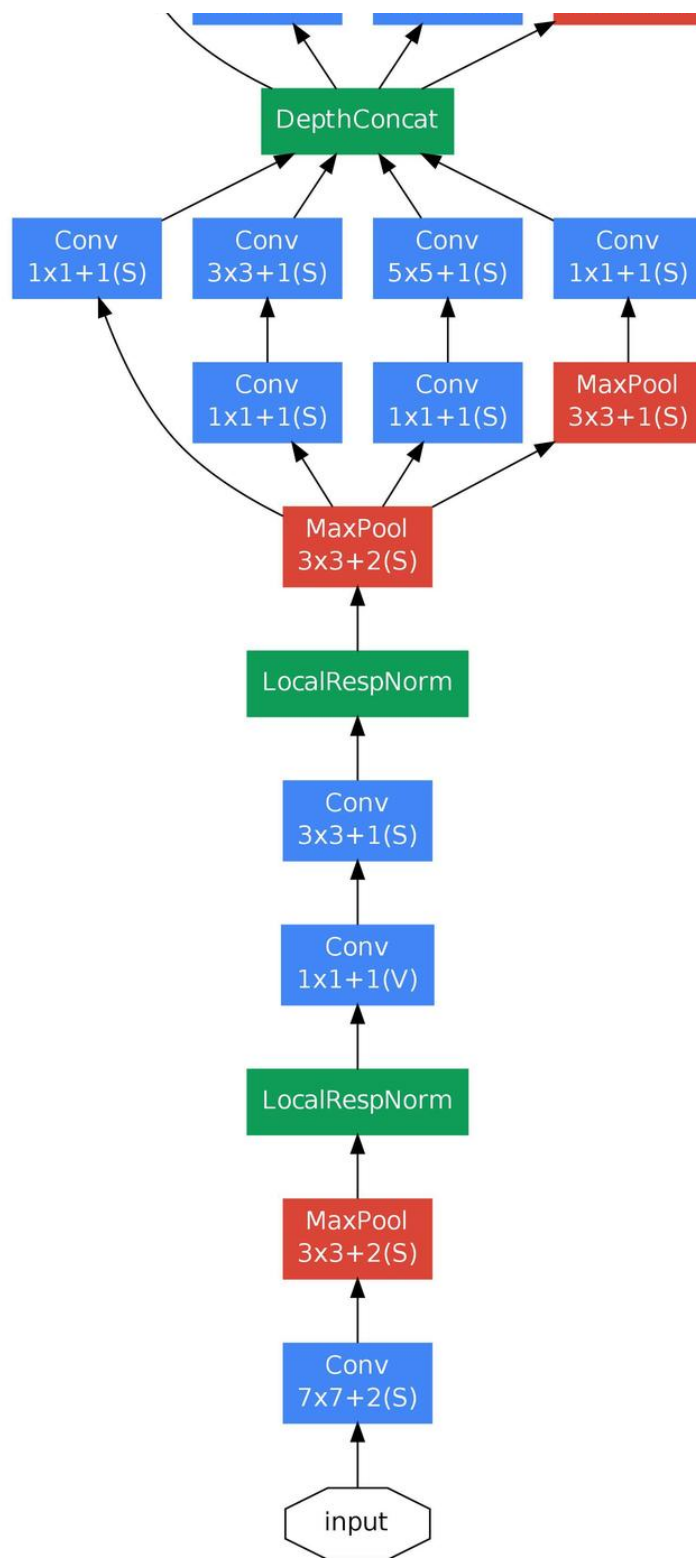 DepthConcat
Conv
1x1+1(S)
Conv
3x3+1(S)
Conv
5x5+1(S)
Conv
1x1+1(S)
Conv
1x1+1(S)
Conv
1x1+1(S)
MaxPool
3x3+1(S)
MaxPool
3x3+2(S)
LocalRespNorm
Conv
3x3+1(S)
Conv
1x1+1(V)
LocalRespNorm
MaxPool
3x3+2(S)
Conv
7x7+2(S)
input